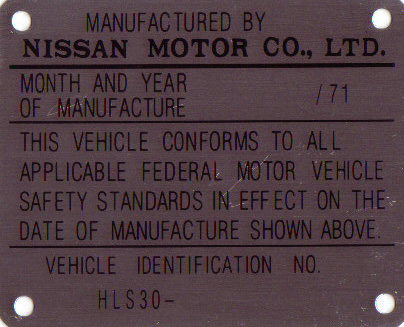 MANUFACTURED BY
NISSAN MOTOR CO., LTD.
MONTH AND YEAR
OF MANUFACTURE /71
THIS VEHICLE CONFORMS TO ALL
APPLICABLE FEDERAL MOTOR VEHICLE
SAFETY STANDARDS IN EFFECT ON THE
DATE OF MANUFACTURE SHOWN ABOVE.
VEHICLE IDENTIFICATION NO.
HLS30-